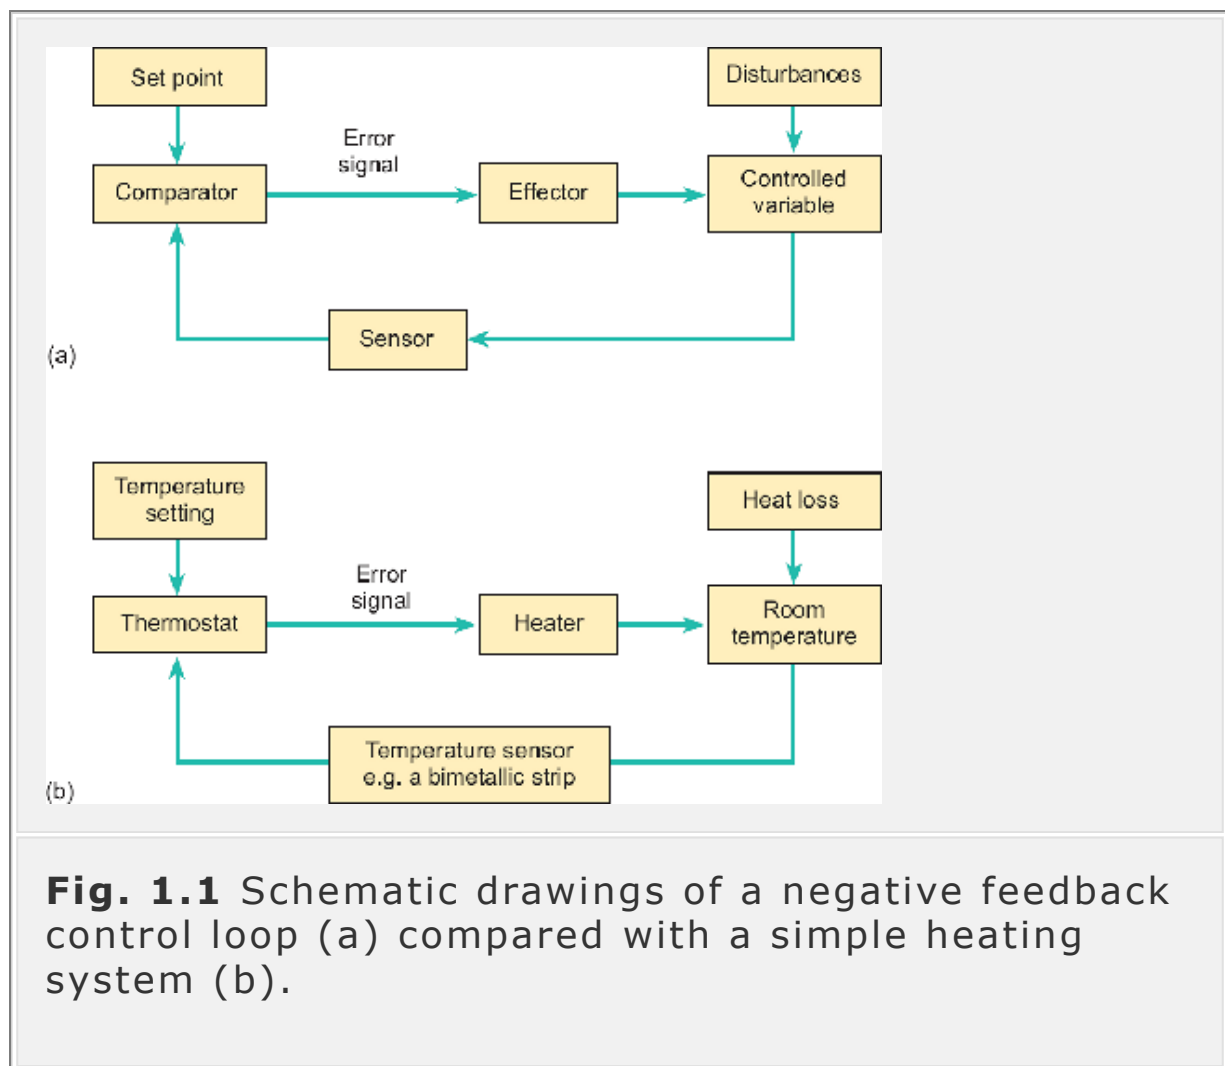 Set point
Disturbances
Error
signal
Comparator
Effector
Controlled
variable
Sensor
(a)
Temperature
setting
Heat loss
Error
signal
Thermostat
Heater
Room
temperature
Temperature sensor
e.g. a bimetallic strip
(b)
Fig. 1.1 Schematic drawings of a negative feedback
control loop (a) compared with a simple heating
system (b).